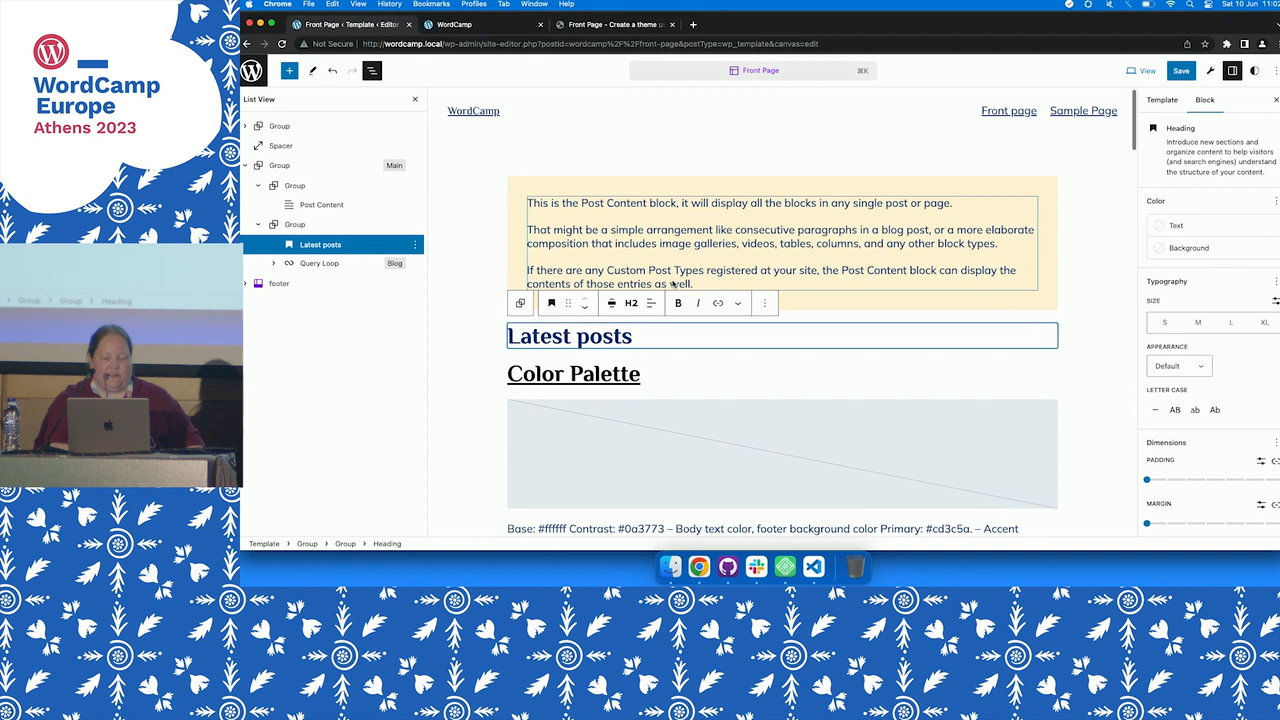 WordCamp
Europe
Athens 2023
Group
Group
Heading
Chrome File Edit View History Bookmarks Profiles Tab Window Help
Sat 10 Jun 11:02
Front Page ‹ Template ‹ Editor
WordCamp
Front Page - Create a theme u
Not Secure
http://wordcamp.local/wp-admin/site-editor.php?postId=wordcamp%2F%2Ffront-page&postType=wp_template&canvas=edit
Front Page
⌘K
View
Save
List View
Group
Spacer
Group
Main
Group
Post Content
Group
Latest posts
Query Loop
Blog
footer
WordCamp
Front page
Sample Page
This is the Post Content block, it will display all the blocks in any single post or page.
That might be a simple arrangement like consecutive paragraphs in a blog post, or a more elaborate
composition that includes image galleries, videos, tables, columns, and any other block types.
If there are any Custom Post Types registered at your site, the Post Content block can display the
contents of those entries as well.
H2
B
I
Latest posts
Color Palette
Base: #ffffff Contrast: #0a3773 – Body text color, footer background color Primary: #cd3c5a. – Accent
Template
Block
Heading
Introduce new sections and
organize content to help visitors
(and search engines) understand
the structure of your content.
Color
Text
Background
Typography
SIZE
S M L XL
APPEARANCE
Default
LETTER CASE
– AB ab Ab
Dimensions
PADDING
MARGIN
Template › Group › Group › Heading